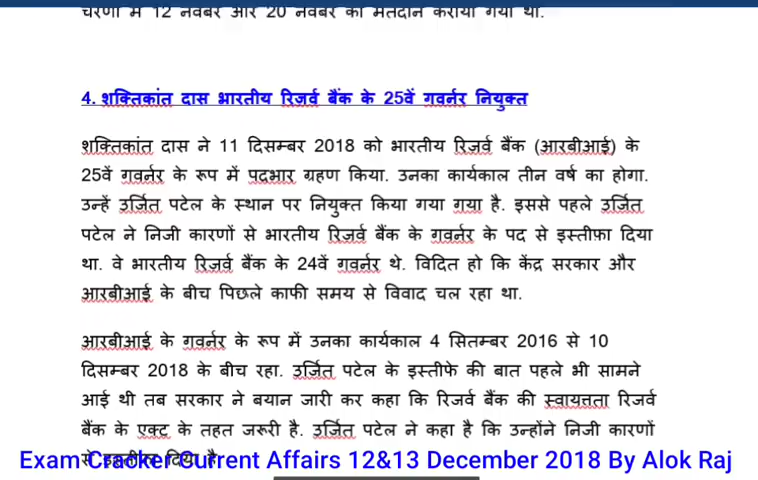 चरणों में 12 नवंबर और 20 नवंबर को मतदान कराया गया था.
4. शक्तिकांत दास भारतीय रिजर्व बैंक के 25वें गवर्नर नियुक्त
शक्तिकांत दास ने 11 दिसम्बर 2018 को भारतीय रिज़र्व बैंक (आरबीआई) के
25वें गवर्नर के रूप में पदभार ग्रहण किया. उनका कार्यकाल तीन वर्ष का होगा.
उन्हें उर्जित पटेल के स्थान पर नियुक्त किया गया गया है. इससे पहले उर्जित
पटेल ने निजी कारणों से भारतीय रिज़र्व बैंक के गवर्नर के पद से इस्तीफ़ा दिया
था. वे भारतीय रिज़र्व बैंक के 24वें गवर्नर थे. विदित हो कि केंद्र सरकार और
आरबीआई के बीच पिछले काफी समय से विवाद चल रहा था.
आरबीआई के गवर्नर के रूप में उनका कार्यकाल 4 सितम्बर 2016 से 10
दिसम्बर 2018 के बीच रहा. उर्जित पटेल के इस्तीफे की बात पहले भी सामने
आई थी तब सरकार ने बयान जारी कर कहा कि रिजर्व बैंक की स्वायत्तता रिजर्व
बैंक के एक्ट के तहत जरूरी है. उर्जित पटेल ने कहा है कि उन्होंने निजी कारणों
से इस्तीफा दिया है.
Exam Cracker Current Affairs 12&13 December 2018 By Alok Raj